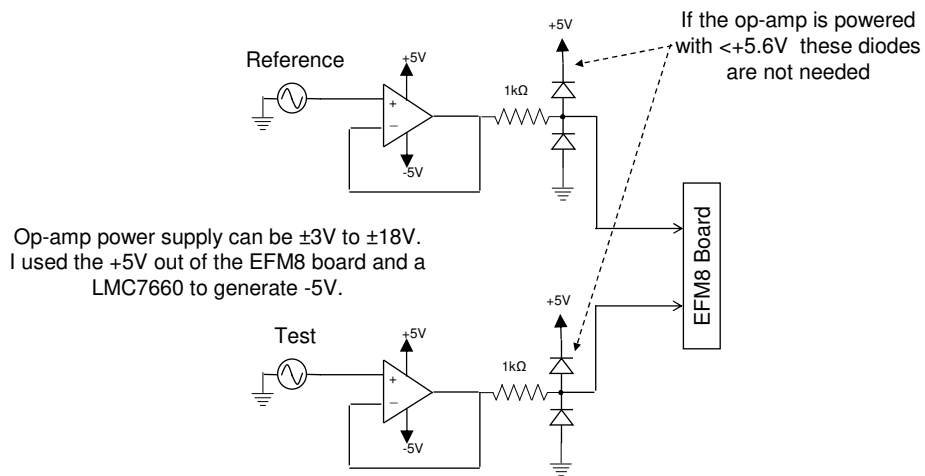 If the op-amp is powered
with <+5.6V these diodes
are not needed
+5V
Reference
+5V
1kΩ
+
−
-5V
Op-amp power supply can be ±3V to ±18V.
I used the +5V out of the EFM8 board and a
LMC7660 to generate -5V.
EFM8 Board
+5V
Test
+5V
1kΩ
+
−
-5V